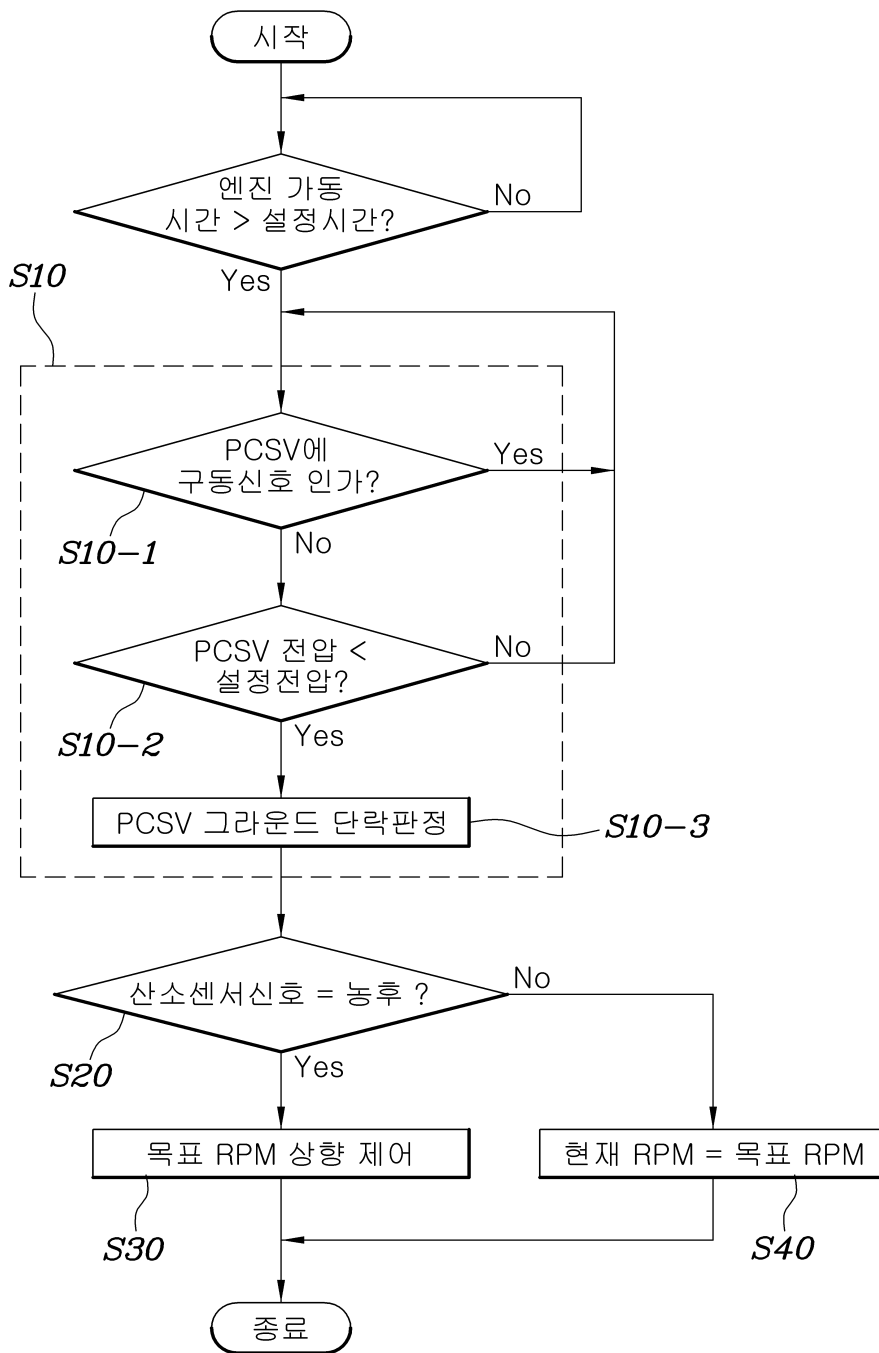 시작
엔진 가동
시간 > 설정시간?
No
Yes
S10
PCSV에
구동신호 인가?
Yes
S10-1
No
PCSV 전압 <
설정전압?
No
S10-2
Yes
PCSV 그라운드 단락판정
S10-3
산소센서신호 = 농후 ?
No
S20
Yes
목표 RPM 상향 제어
현재 RPM = 목표 RPM
S30
S40
종료